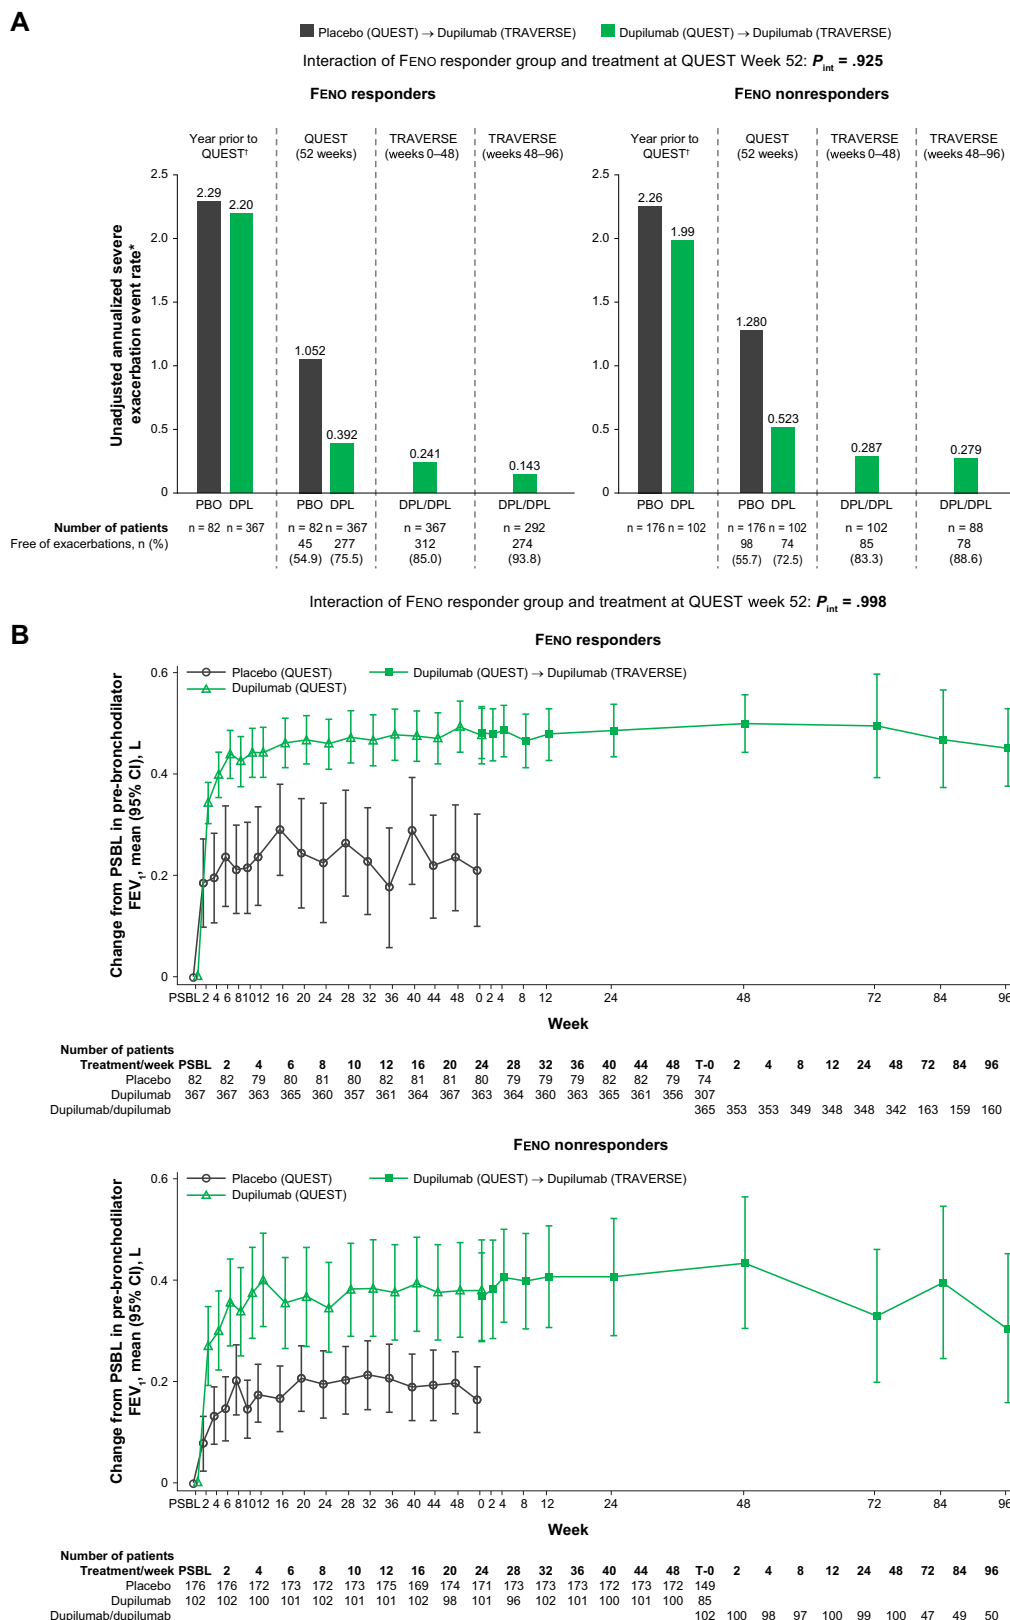 A
Placebo (QUEST) → Dupilumab (TRAVERSE) Dupilumab (QUEST) → Dupilumab (TRAVERSE)
Interaction of FENO responder group and treatment at QUEST Week 52: Pint = .925
FENO responders FENO nonresponders
Year prior to QUEST† QUEST (52 weeks) TRAVERSE (weeks 0–48) TRAVERSE (weeks 48–96) Year prior to QUEST† QUEST (52 weeks) TRAVERSE (weeks 0–48) TRAVERSE (weeks 48–96)
Unadjusted annualized severe exacerbation event rate*
2.5 2.0 1.5 1.0 0.5 0
2.29 2.20 1.052 0.392 0.241 0.143
PBO DPL PBO DPL DPL/DPL DPL/DPL
2.5 2.0 1.5 1.0 0.5 0
2.26 1.99 1.280 0.523 0.287 0.279
PBO DPL PBO DPL DPL/DPL DPL/DPL
Number of patients n = 82 n = 367 n = 82 n = 367 n = 367 n = 292 n = 176 n = 102 n = 176 n = 102 n = 102 n = 88
Free of exacerbations, n (%) 45 277 312 274 98 74 85 78
(54.9) (75.5) (85.0) (93.8) (55.7) (72.5) (83.3) (88.6)
Interaction of FENO responder group and treatment at QUEST week 52: Pint = .998
B
FENO responders
Placebo (QUEST) Dupilumab (QUEST) → Dupilumab (TRAVERSE)
Dupilumab (QUEST)
Change from PSBL in pre-bronchodilator
FEV1, mean (95% CI), L
0.6
0.4
0.2
0
PSBL 2 4 6 8 10 12 16 20 24 28 32 36 40 44 48 0 2 4 8 12 24 48 72 84 96
Week
Number of patients
Treatment/week PSBL 2 4 6 8 10 12 16 20 24 28 32 36 40 44 48 T-0 2 4 8 12 24 48 72 84 96
Placebo 82 82 79 80 81 80 82 81 81 80 79 79 79 82 82 79 74
Dupilumab 367 367 363 365 360 357 361 364 367 363 364 360 363 365 361 356 307
Dupilumab/dupilumab 365 353 353 349 348 348 342 163 159 160
FENO nonresponders
Placebo (QUEST) Dupilumab (QUEST) → Dupilumab (TRAVERSE)
Dupilumab (QUEST)
Change from PSBL in pre-bronchodilator
FEV1, mean (95% CI), L
0.6
0.4
0.2
0
PSBL 2 4 6 8 10 12 16 20 24 28 32 36 40 44 48 0 2 4 8 12 24 48 72 84 96
Week
Number of patients
Treatment/week PSBL 2 4 6 8 10 12 16 20 24 28 32 36 40 44 48 T-0 2 4 8 12 24 48 72 84 96
Placebo 176 176 172 173 172 173 175 169 174 171 173 173 173 172 173 172 149
Dupilumab 102 102 100 101 102 101 101 102 98 101 96 102 101 100 101 100 85
Dupilumab/dupilumab 102 100 98 97 100 99 100 47 49 50